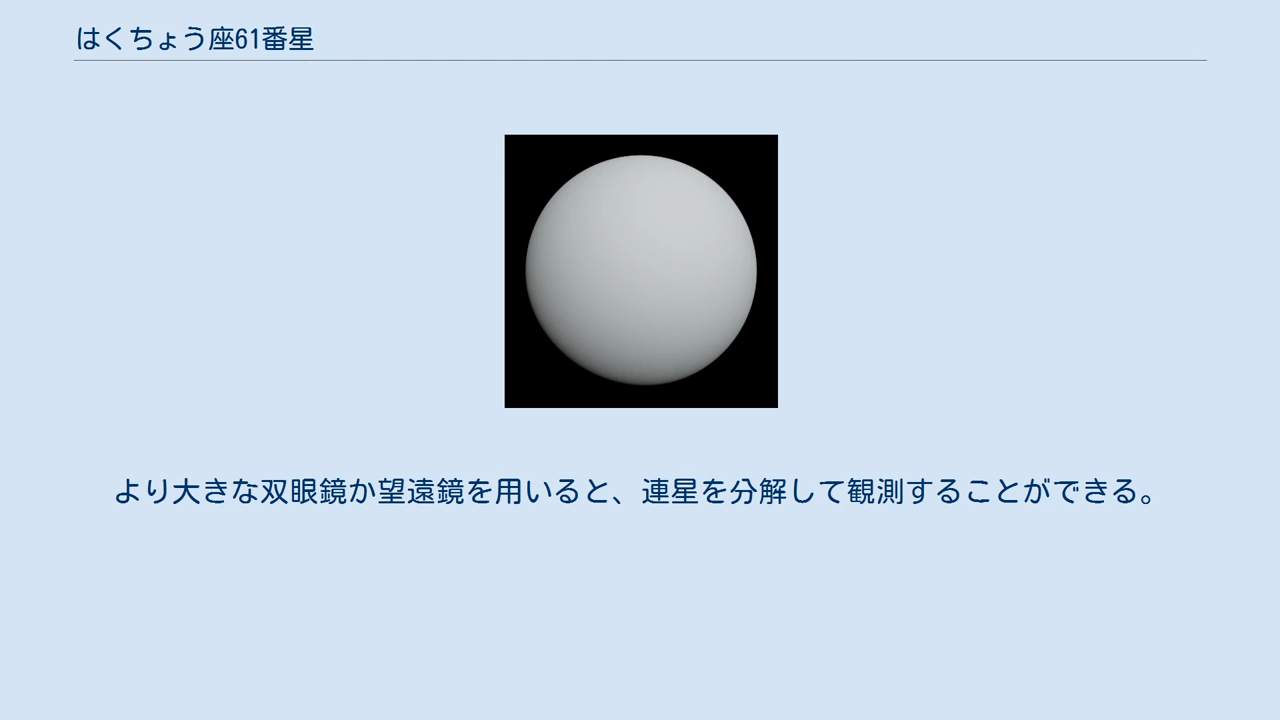 はくちょう座61番星
より大きな双眼鏡か望遠鏡を用いると、連星を分解して観測することができる。